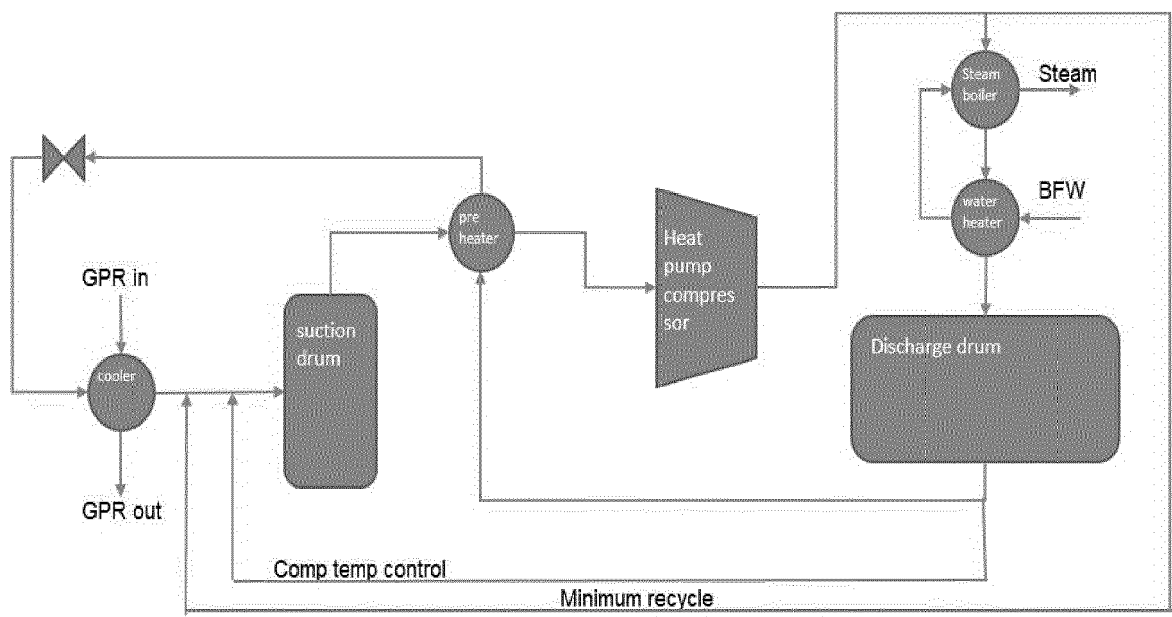 Steam
boiler
Steam
BFW
water
heater
pre
heater
Heat
pump
compres
sor
GPR in
suction
drum
Discharge drum
cooler
GPR out
Comp temp control
Minimum recycle